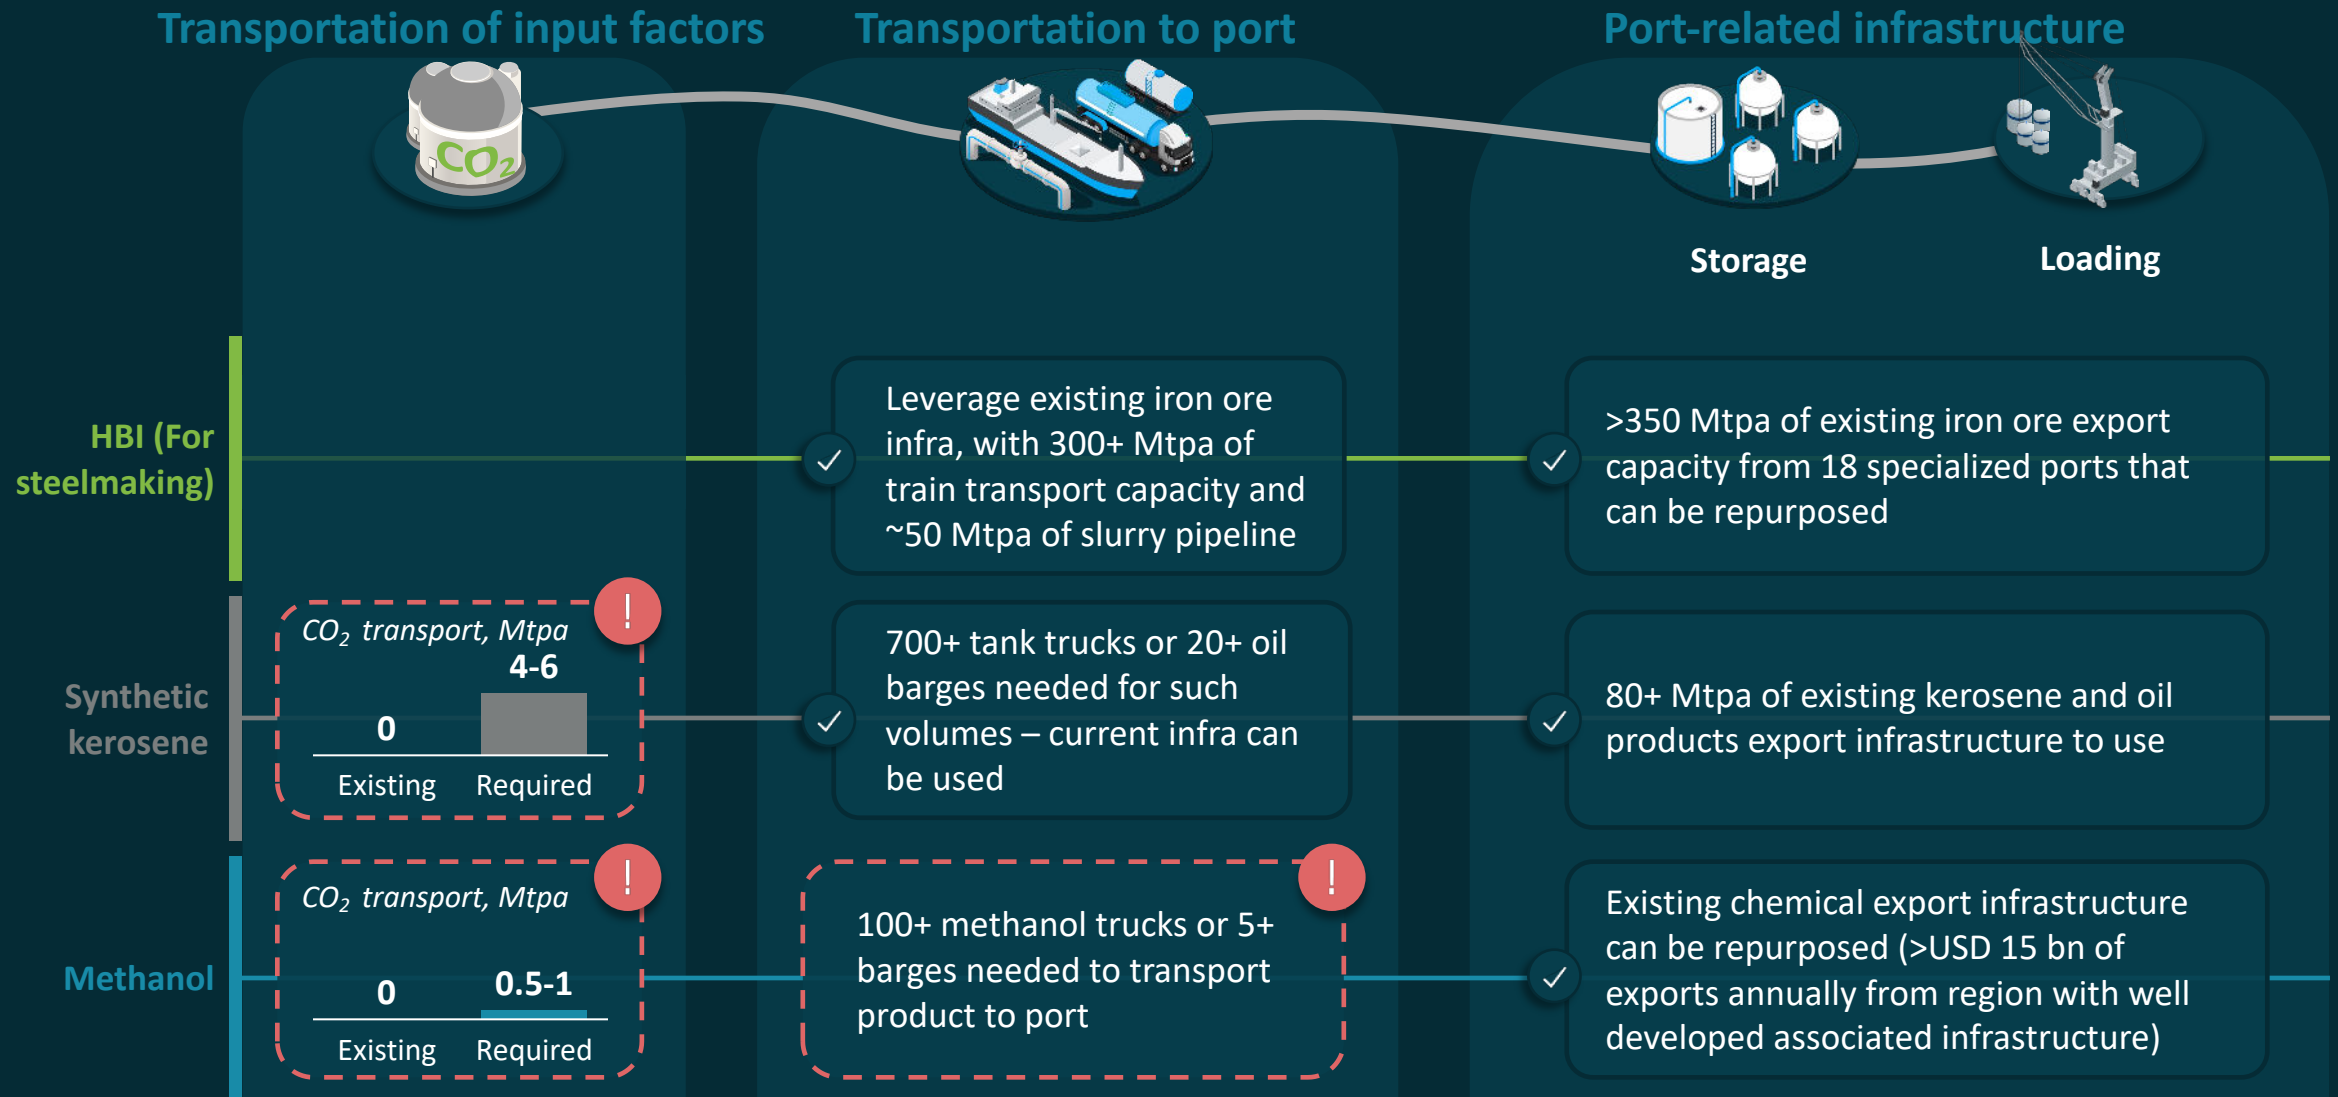 Transportation of input factors
Transportation to port
Port-related infrastructure
CO2
Storage
Loading
HBI (For
steelmaking)
Leverage existing iron ore
infra, with 300+ Mtpa of
train transport capacity and
~50 Mtpa of slurry pipeline
>350 Mtpa of existing iron ore export
capacity from 18 specialized ports that
can be repurposed
Synthetic
kerosene
!
CO₂ transport, Mtpa
4-6
0
Existing
Required
700+ tank trucks or 20+ oil
barges needed for such
volumes – current infra can
be used
80+ Mtpa of existing kerosene and oil
products export infrastructure to use
Methanol
!
CO₂ transport, Mtpa
0.5-1
0
Existing
Required
!
100+ methanol trucks or 5+
barges needed to transport
product to port
Existing chemical export infrastructure
can be repurposed (>USD 15 bn of
exports annually from region with well
developed associated infrastructure)